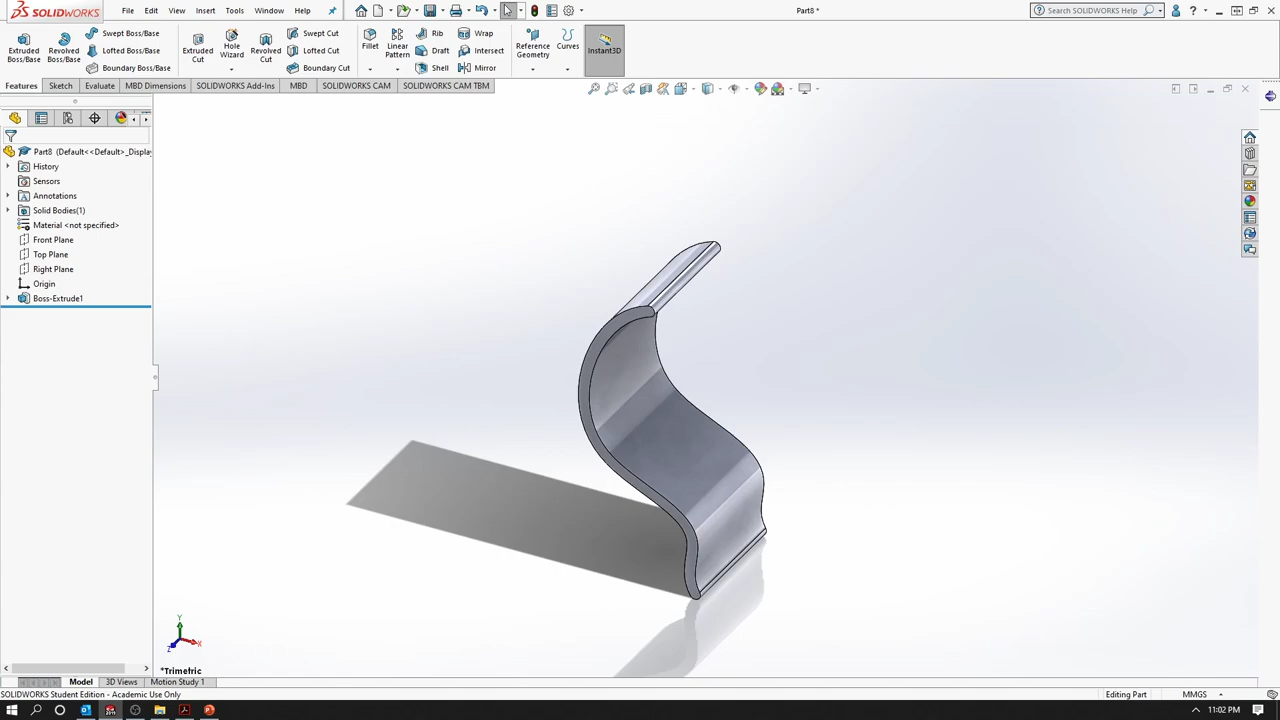 SOLIDWORKS File Edit View Insert Tools Window Help Part8 * Search SOLIDWORKS Help
Extruded Boss/Base
Revolved Boss/Base
Swept Boss/Base
Lofted Boss/Base
Boundary Boss/Base
Extruded Cut
Hole Wizard
Revolved Cut
Swept Cut
Lofted Cut
Boundary Cut
Fillet
Linear Pattern
Rib
Draft
Shell
Wrap
Intersect
Mirror
Reference Geometry
Curves
Instant3D
Features Sketch Evaluate MBD Dimensions SOLIDWORKS Add-Ins MBD SOLIDWORKS CAM SOLIDWORKS CAM TBM
Part8 (Default<<Default>_Display
History
Sensors
Annotations
Solid Bodies(1)
Material <not specified>
Front Plane
Top Plane
Right Plane
Origin
Boss-Extrude1
Y
X
Z
*Trimetric
Model 3D Views Motion Study 1
SOLIDWORKS Student Edition - Academic Use Only Editing Part MMGS
11:02 PM